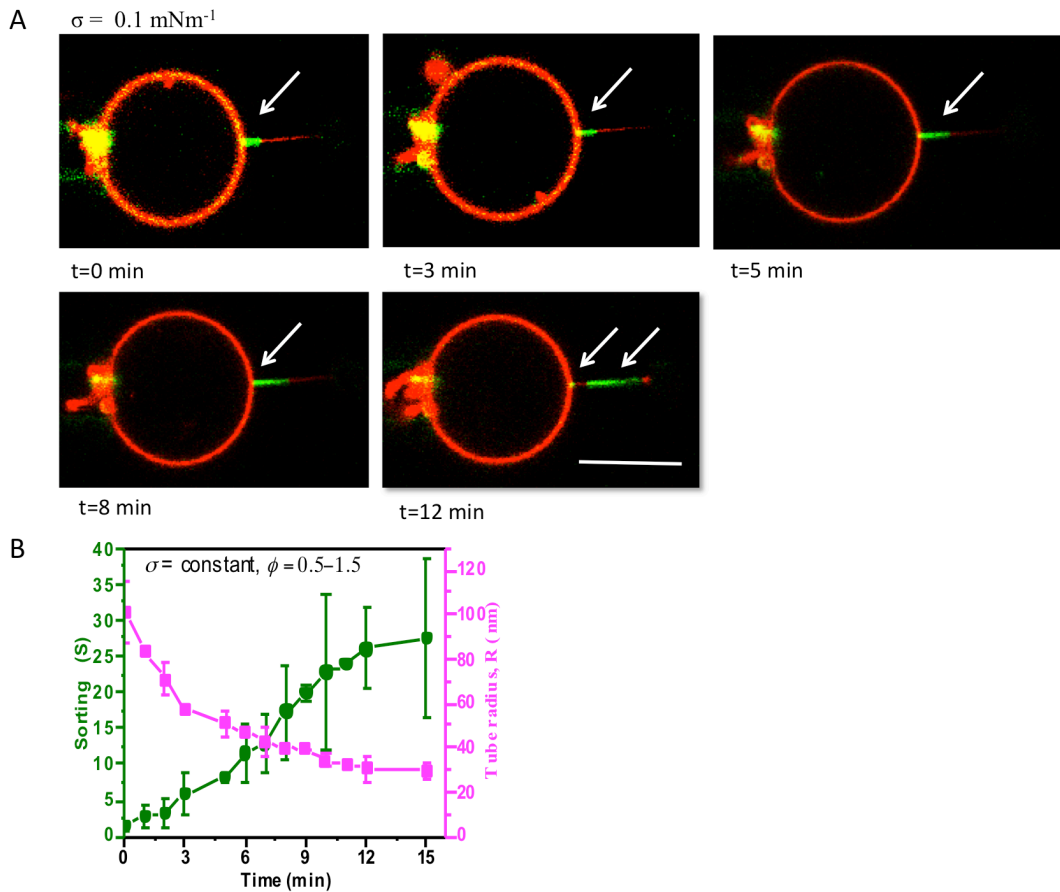 A
σ = 0.1 mNm-1
t=0 min
t=3 min
t=5 min
t=8 min
t=12 min
B
σ = constant, ϕ = 0.5–1.5
Sorting (S)
40
35
30
25
20
15
10
5
0
120
100
80
60
40
20
0
Tube radius, R ( nm)
0 3 6 9 12 15
Time (min)